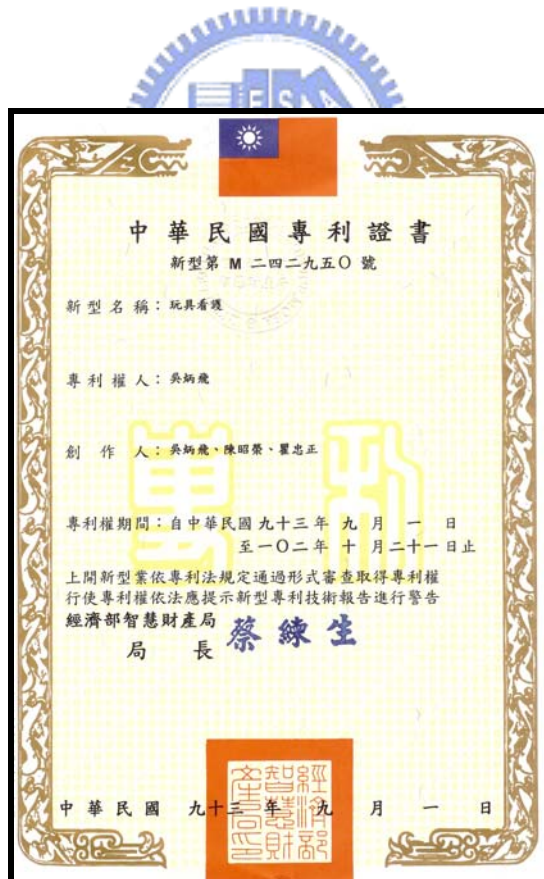 中華民國專利證書
新型第 M 二四二九五〇 號
新型名稱：玩具看護
專利權人：吳炳飛
創作人：吳炳飛、陳昭榮、瞿忠正
專利權期間：自中華民國九十三年 九 月 一 日
至一〇二年 十 月二十一日止
上開新型業依專利法規定通過形式審查取得專利權
行使專利權依法應提示新型專利技術報告進行警告
經濟部智慧財產局
局 長 蔡練生
經濟部智慧財產局印
中華民國 九十三 年 九 月 一 日